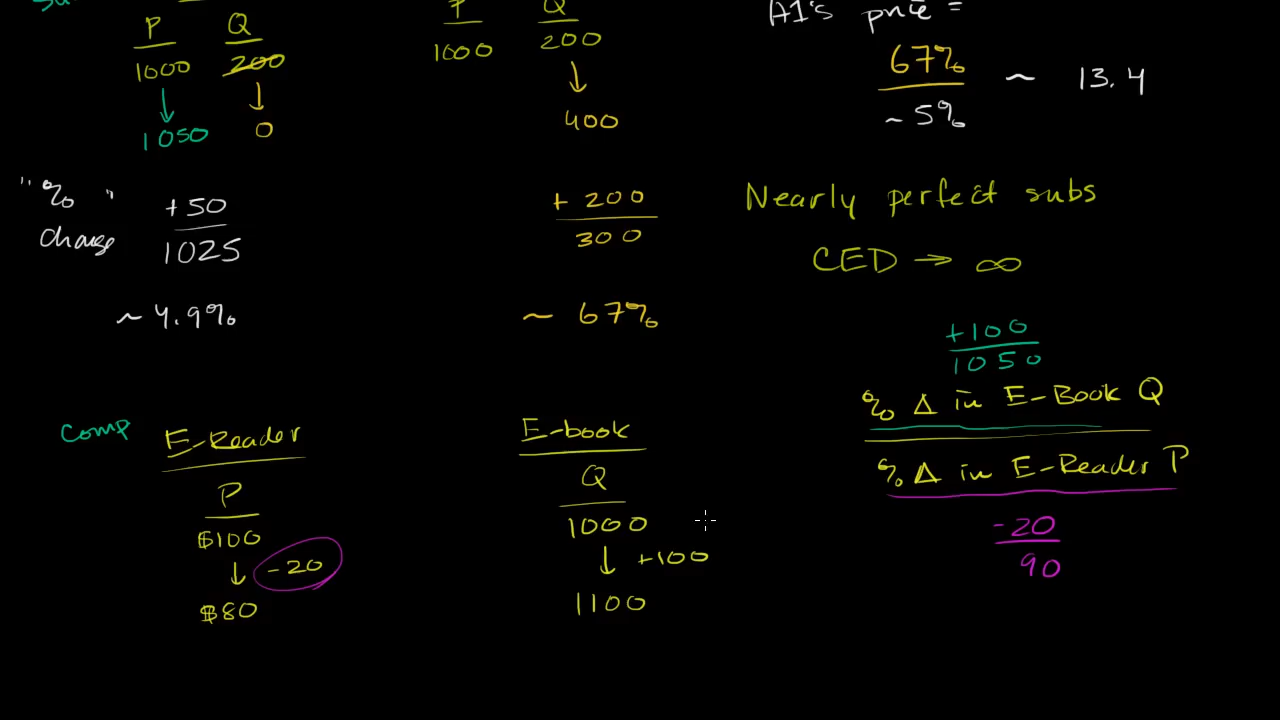 P Q
1000 200
1050 0
"%" change
+50
1025
~ 4.9%
P Q
1000 200
400
+ 200
300
~ 67%
A1's price =
67%
~ 5%
~ 13.4
Nearly perfect subs
CED → ∞
Comp
E-Reader
P
$100
- 20
$80
E-book
Q
1000
+100
1100
+100
1050
% Δ in E-Book Q
% Δ in E-Reader P
-20
90